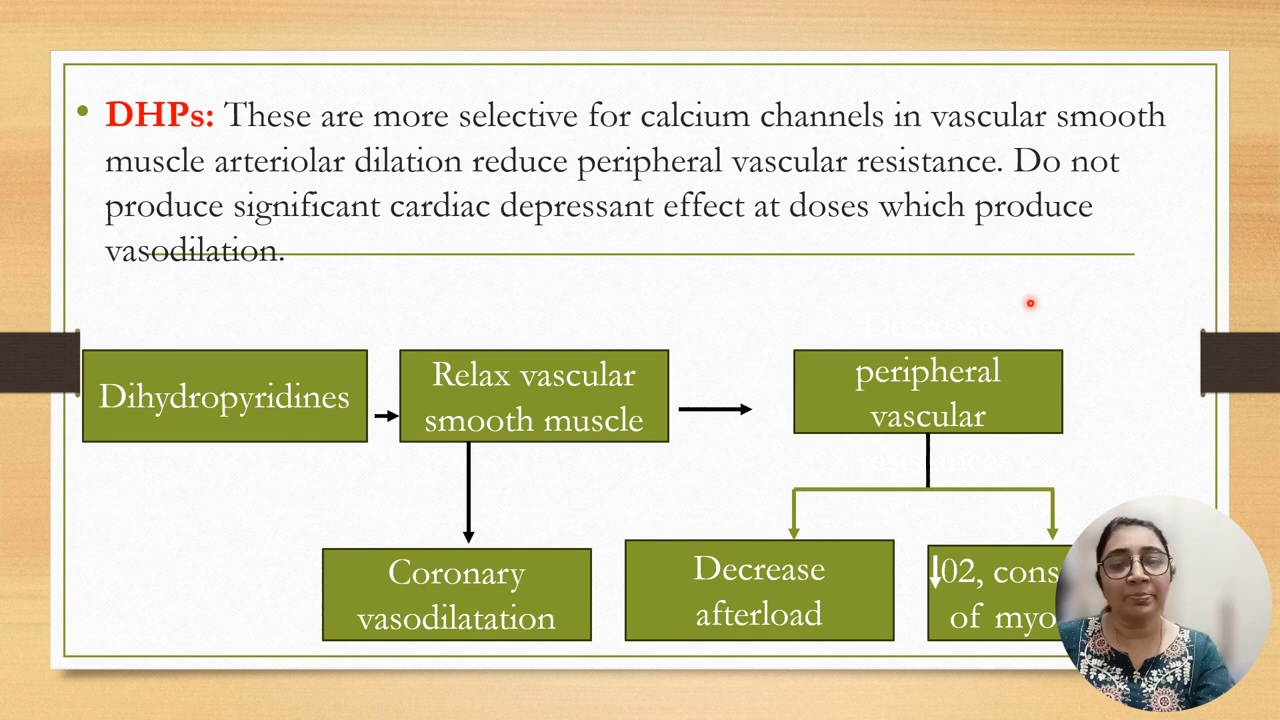 • DHPs: These are more selective for calcium channels in vascular smooth
muscle arteriolar dilation reduce peripheral vascular resistance. Do not
produce significant cardiac depressant effect at doses which produce
vasodilation.
Dihydropyridines
Relax vascular
smooth muscle
Decrease
peripheral
vascular
resistance
Coronary
vasodilatation
Decrease
afterload
↓02, cons
of myo